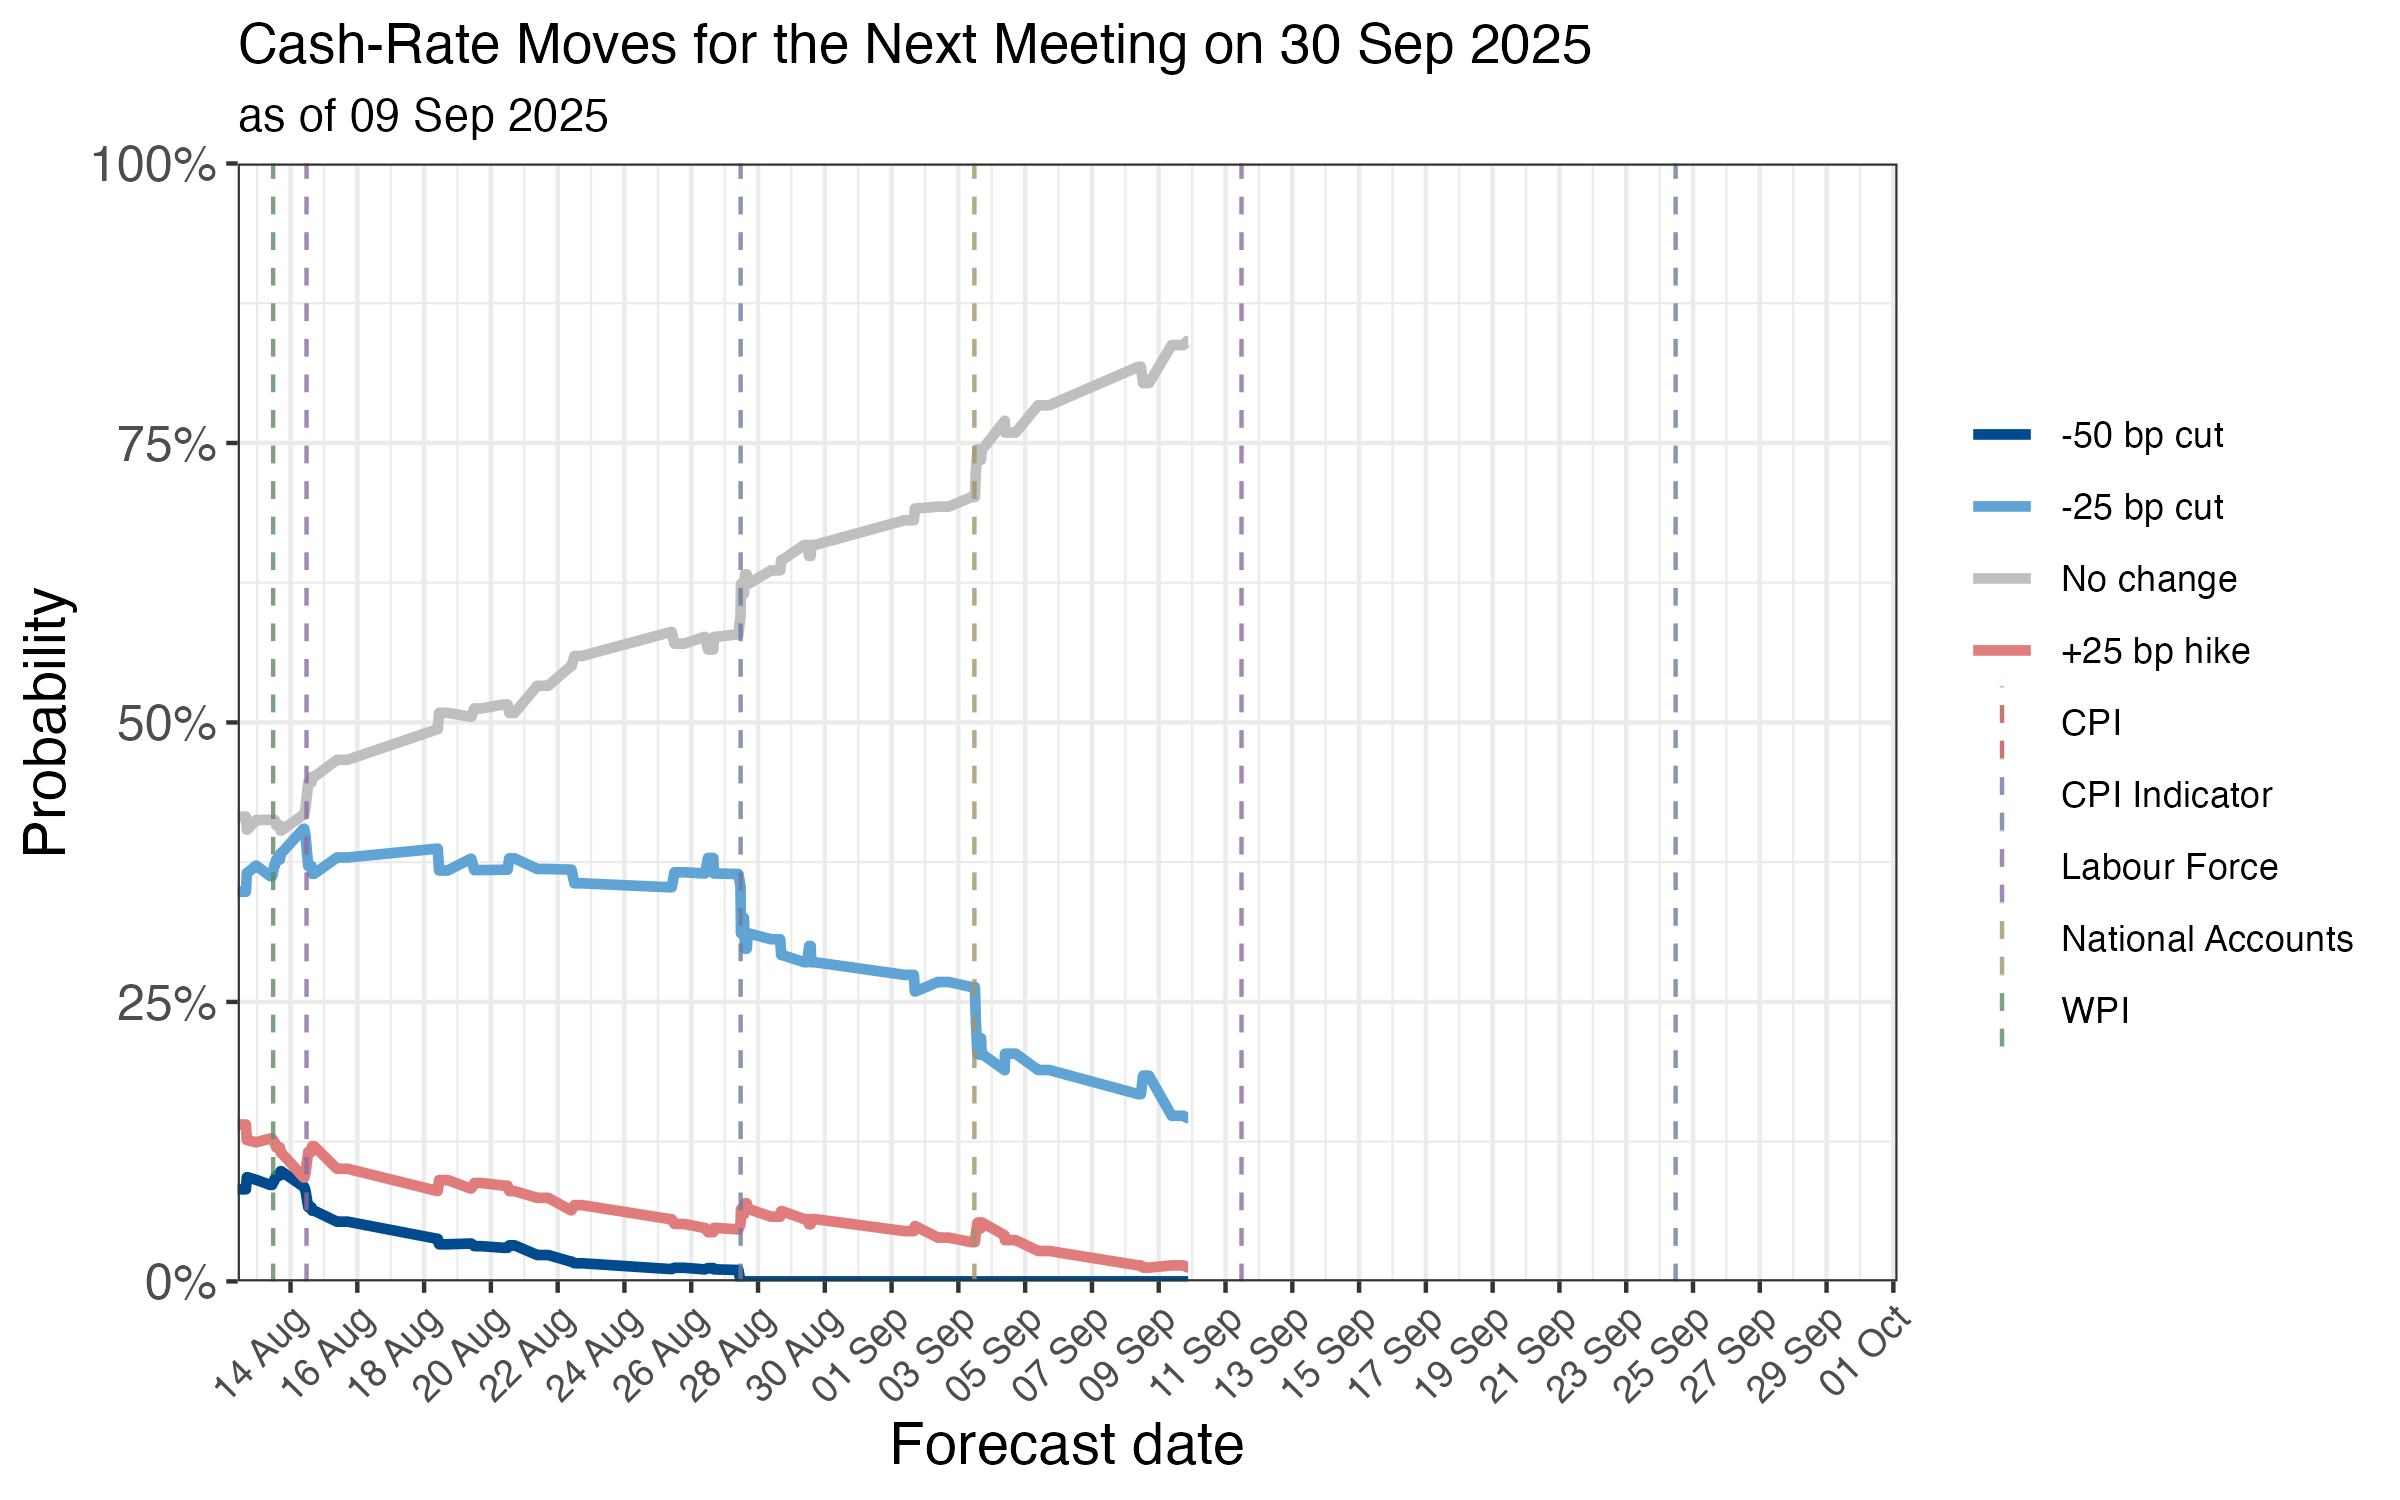 Cash-Rate Moves for the Next Meeting on 30 Sep 2025
as of 09 Sep 2025
100%
75%
50%
25%
0%
Probability
14 Aug
16 Aug
18 Aug
20 Aug
22 Aug
24 Aug
26 Aug
28 Aug
30 Aug
01 Sep
03 Sep
05 Sep
07 Sep
09 Sep
11 Sep
13 Sep
15 Sep
17 Sep
19 Sep
21 Sep
23 Sep
25 Sep
27 Sep
29 Sep
01 Oct
Forecast date
-50 bp cut
-25 bp cut
No change
+25 bp hike
CPI
CPI Indicator
Labour Force
National Accounts
WPI